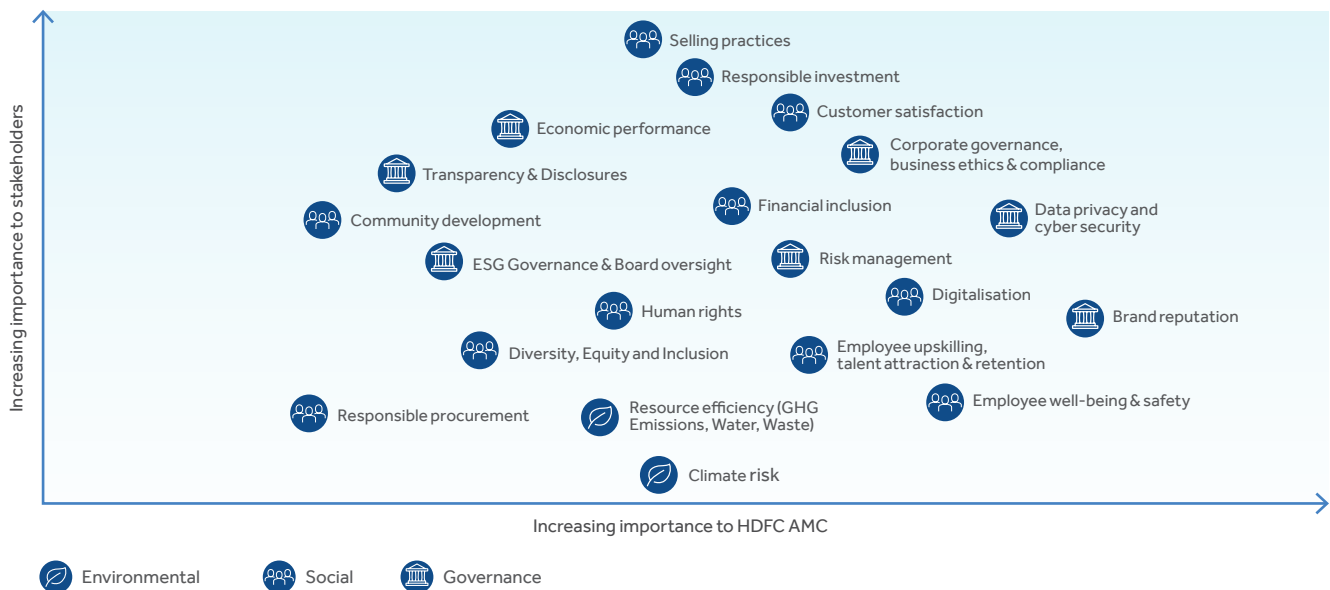 Increasing importance to stakeholders
Selling practices
Responsible investment
Customer satisfaction
Economic performance
Corporate governance,
business ethics & compliance
Transparency & Disclosures
Financial inclusion
Data privacy and
cyber security
Community development
ESG Governance & Board oversight
Risk management
Digitalisation
Human rights
Brand reputation
Diversity, Equity and Inclusion
Employee upskilling,
talent attraction & retention
Responsible procurement
Resource efficiency (GHG
Emissions, Water, Waste)
Employee well-being & safety
Climate risk
Increasing importance to HDFC AMC
Environmental
Social
Governance